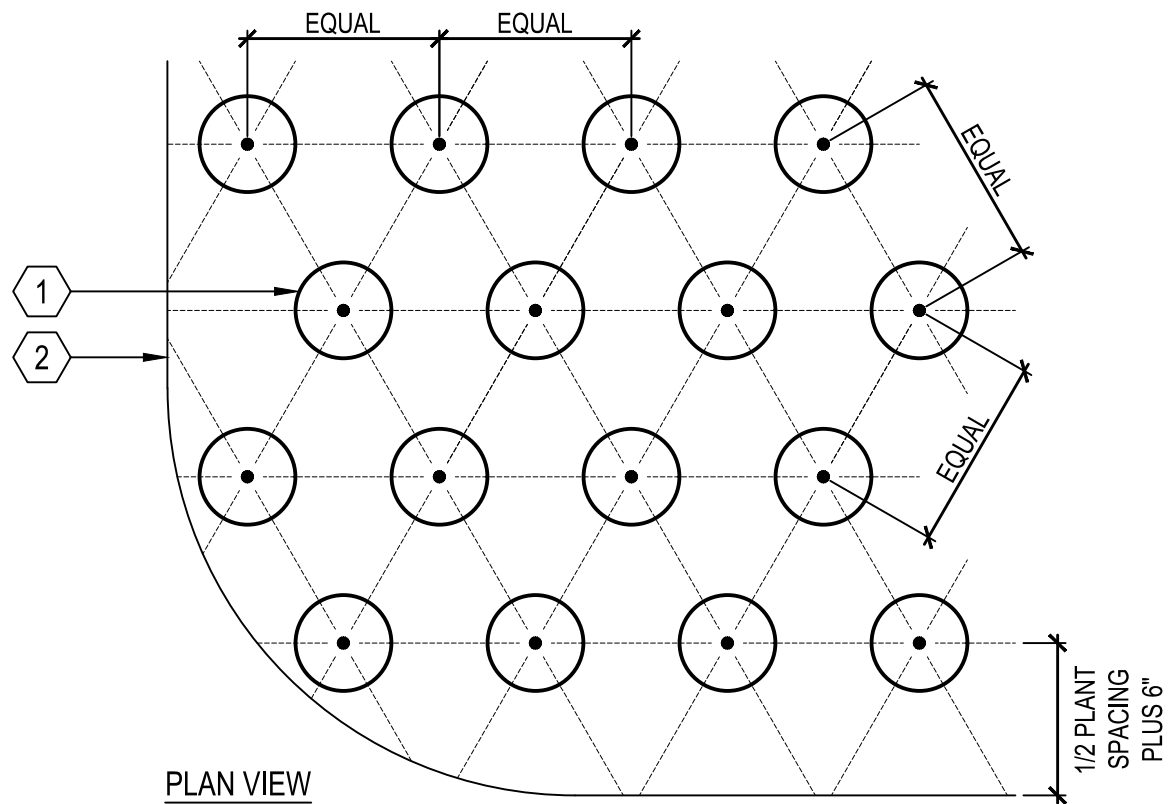 EQUAL
EQUAL
EQUAL
1
2
EQUAL
1/2 PLANT
SPACING
PLUS 6"
PLAN VIEW